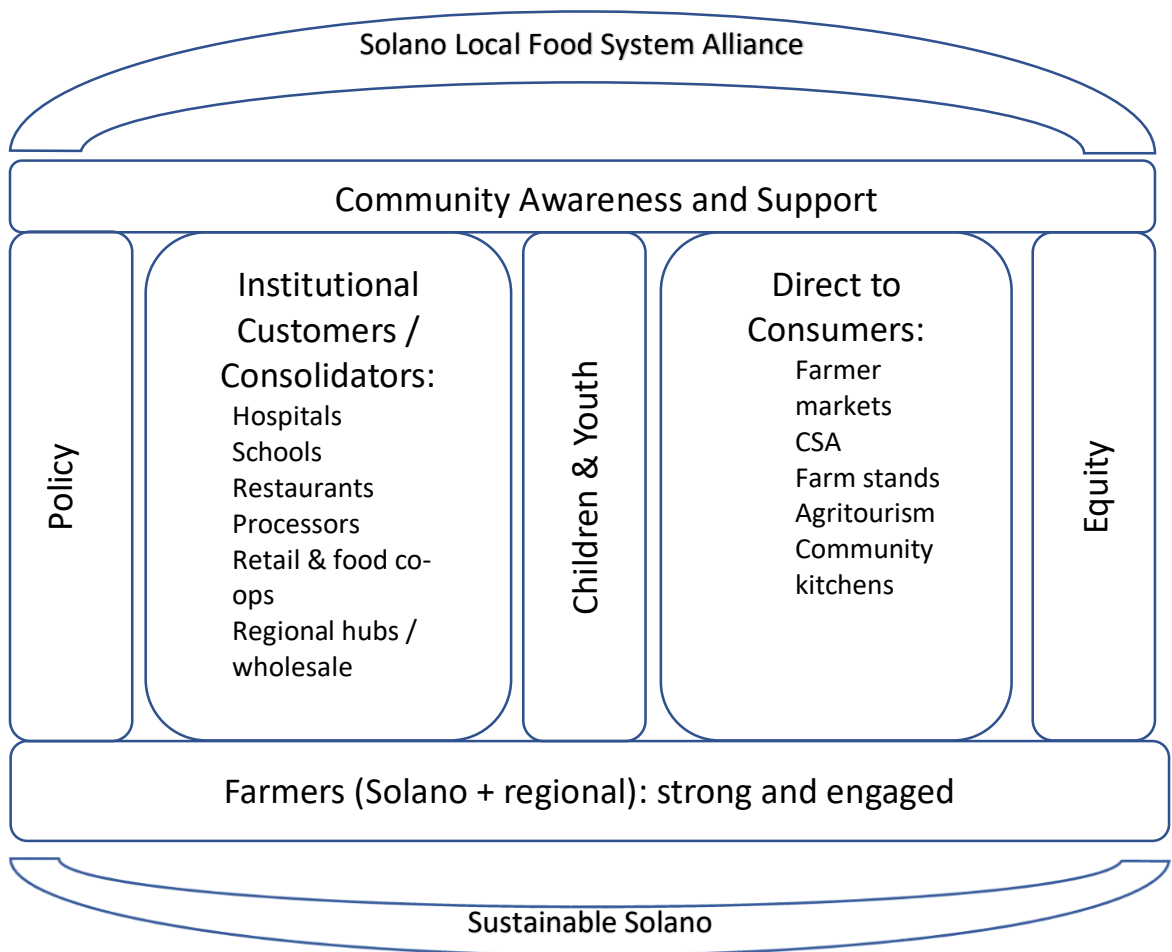 Solano Local Food System Alliance
Community Awareness and Support
Policy
Institutional
Customers /
Consolidators:
Hospitals
Schools
Restaurants
Processors
Retail & food co-
ops
Regional hubs /
wholesale
Children & Youth
Direct to
Consumers:
Farmer
markets
CSA
Farm stands
Agritourism
Community
kitchens
Equity
Farmers (Solano + regional): strong and engaged
Sustainable Solano